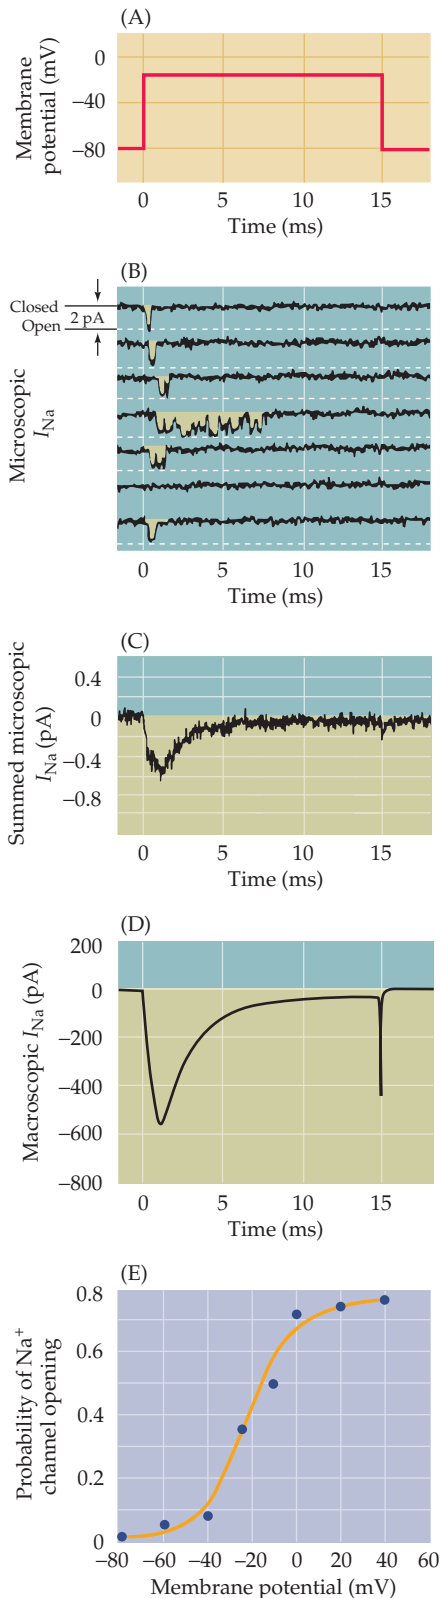 (A)
Membrane
potential (mV)
0
−40
−80
0 5 10 15
Time (ms)
(B)
Closed
Open
2 pA
Microscopic
INa
0 5 10 15
Time (ms)
(C)
Summed microscopic
INa (pA)
0.4
0
−0.4
−0.8
0 5 10 15
Time (ms)
(D)
Macroscopic INa (pA)
200
0
−200
−400
−600
−800
0 5 10 15
Time (ms)
(E)
Probability of Na+
channel opening
0.8
0.6
0.4
0.2
0
−80 −60 −40 −20 0 20 40 60
Membrane potential (mV)